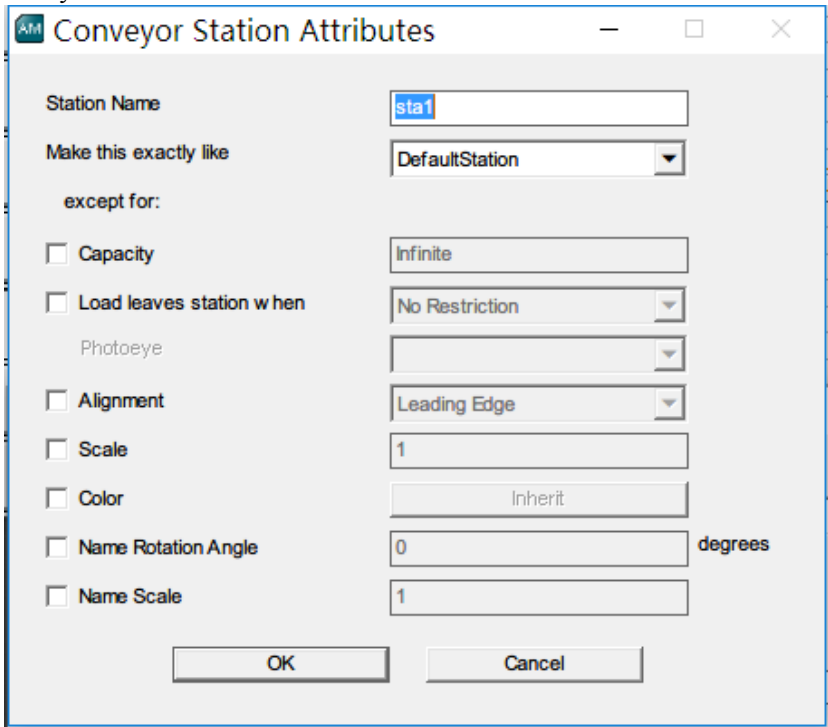 AM Conveyor Station Attributes
Station Name sta1
Make this exactly like DefaultStation
except for:
Capacity Infinite
Load leaves station when No Restriction
Photoeye
Alignment Leading Edge
Scale 1
Color Inherit
Name Rotation Angle 0 degrees
Name Scale 1
OK Cancel